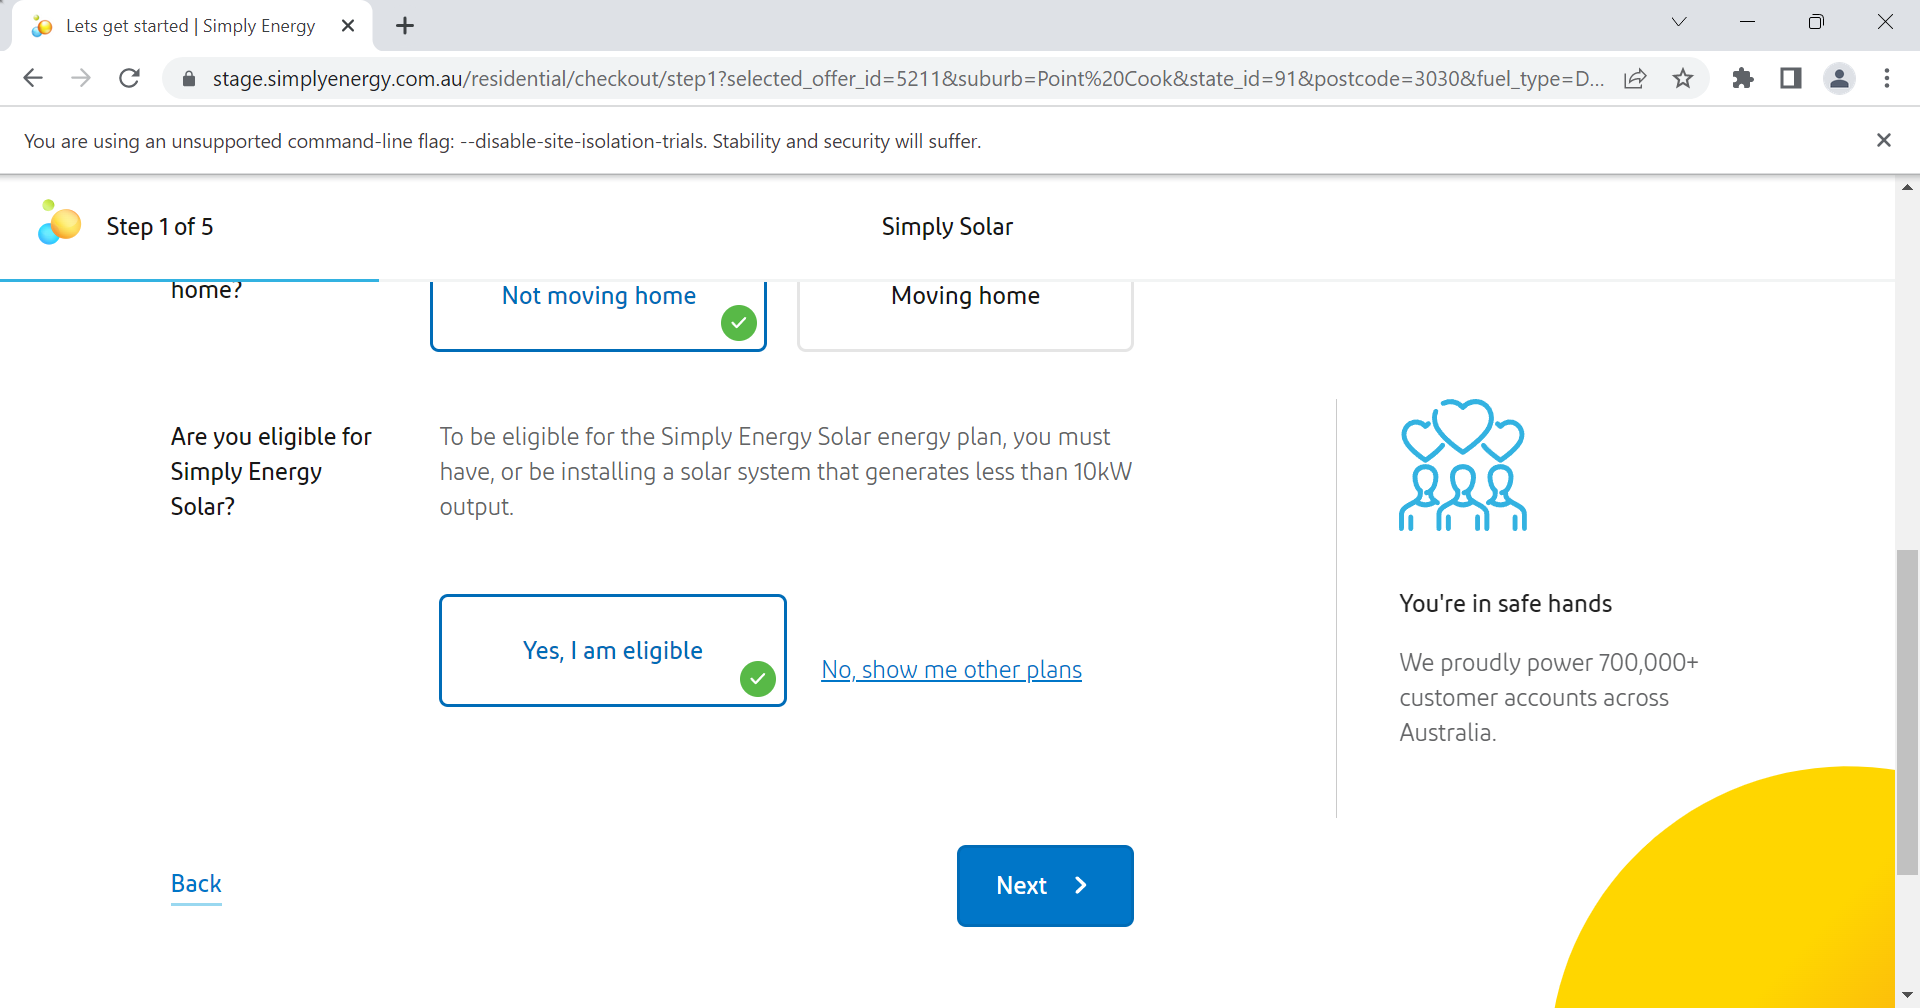 Lets get started | Simply Energy
stage.simplyenergy.com.au/residential/checkout/step1?selected_offer_id=5211&suburb=Point%20Cook&state_id=91&postcode=3030&fuel_type=D...
You are using an unsupported command-line flag: --disable-site-isolation-trials. Stability and security will suffer.
Step 1 of 5
Simply Solar
home?
Not moving home
Moving home
Are you eligible for
Simply Energy
Solar?
To be eligible for the Simply Energy Solar energy plan, you must
have, or be installing a solar system that generates less than 10kW
output.
Yes, I am eligible
No, show me other plans
You're in safe hands
We proudly power 700,000+
customer accounts across
Australia.
Back
Next